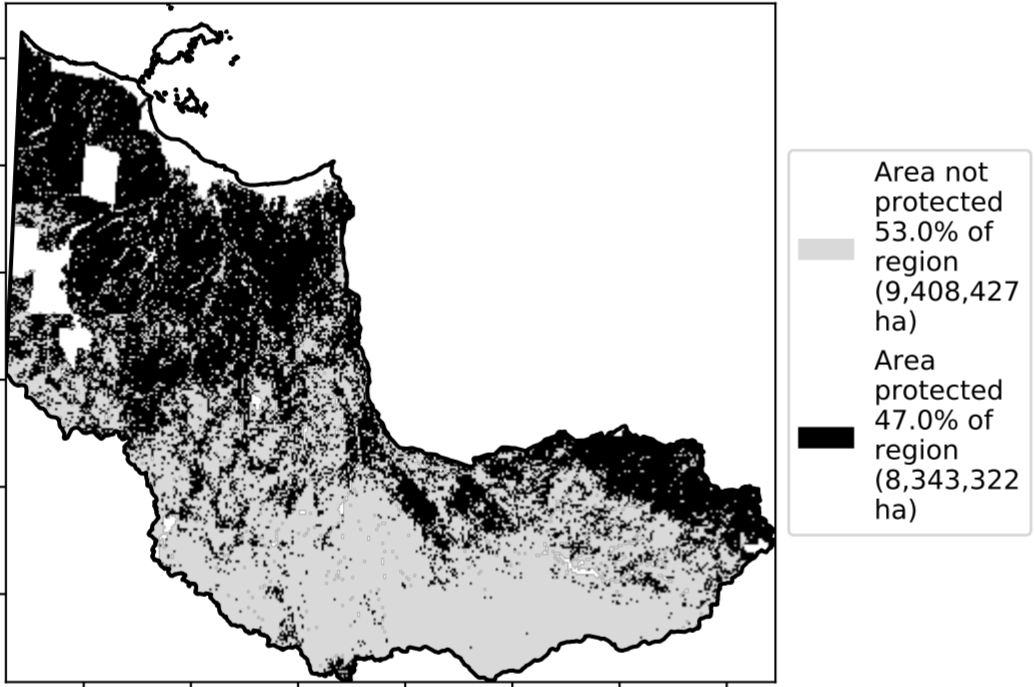 Area not
protected
53.0% of
region
(9,408,427
ha)
Area
protected
47.0% of
region
(8,343,322
ha)